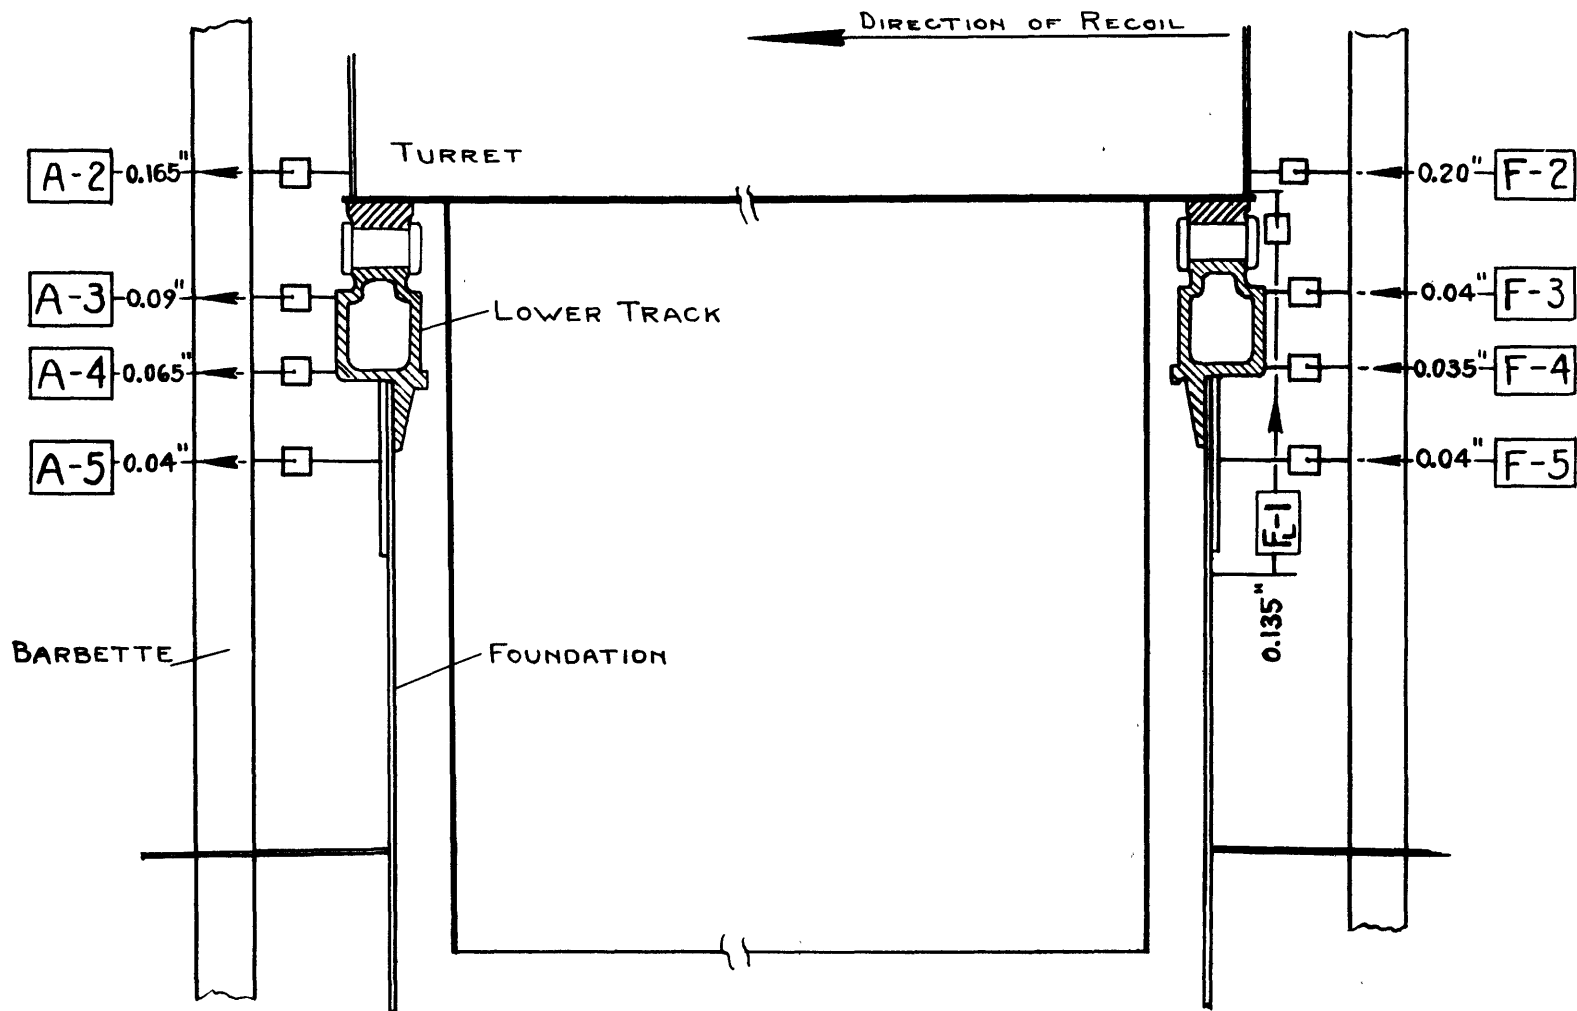 DIRECTION OF RECOIL
TURRET
A-2 0.165"
0.20" F-2
A-3 0.09"
0.04" F-3
LOWER TRACK
A-4 0.065"
0.035" F-4
A-5 0.04"
0.04" F-5
FL-1
0.135"
BARBETTE
FOUNDATION